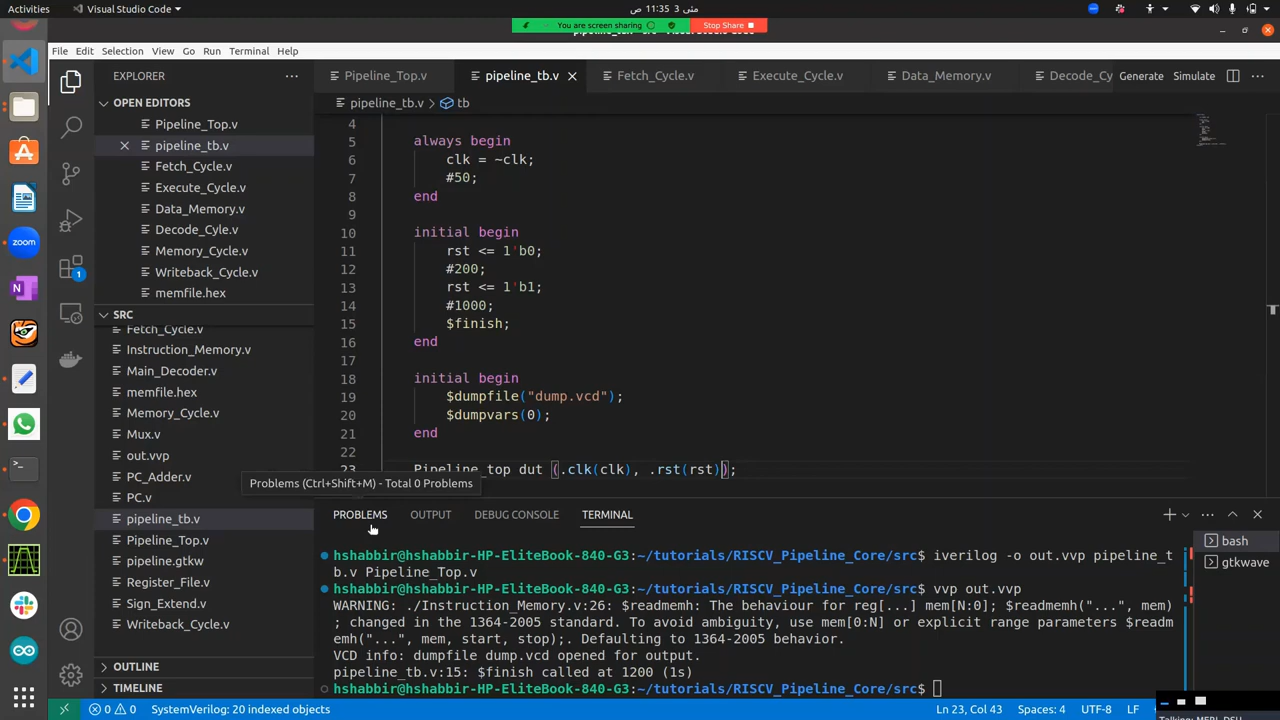 Activities
Visual Studio Code
11:35 3 مئی ص
You are screen sharing
Stop Share
File Edit Selection View Go Run Terminal Help
EXPLORER
Pipeline_Top.v
pipeline_tb.v
Fetch_Cycle.v
Execute_Cycle.v
Data_Memory.v
Decode_Cy
Generate
Simulate
OPEN EDITORS
Pipeline_Top.v
pipeline_tb.v
Fetch_Cycle.v
Execute_Cycle.v
Data_Memory.v
Decode_Cyle.v
Memory_Cycle.v
Writeback_Cycle.v
memfile.hex
SRC
Fetch_Cycle.v
Instruction_Memory.v
Main_Decoder.v
memfile.hex
Memory_Cycle.v
Mux.v
out.vvp
PC_Adder.v
PC.v
pipeline_tb.v
Pipeline_Top.v
pipeline.gtkw
Register_File.v
Sign_Extend.v
Writeback_Cycle.v
OUTLINE
TIMELINE
zoom
1
pipeline_tb.v > tb
4
5 always begin
6 clk = ~clk;
7 #50;
8 end
9
10 initial begin
11 rst <= 1'b0;
12 #200;
13 rst <= 1'b1;
14 #1000;
15 $finish;
16 end
17
18 initial begin
19 $dumpfile("dump.vcd");
20 $dumpvars(0);
21 end
22
23 Pipeline_top dut (.clk(clk), .rst(rst));
Problems (Ctrl+Shift+M) - Total 0 Problems
PROBLEMS OUTPUT DEBUG CONSOLE TERMINAL
hshabbir@hshabbir-HP-EliteBook-840-G3:~/tutorials/RISCV_Pipeline_Core/src$ iverilog -o out.vvp pipeline_t
b.v Pipeline_Top.v
hshabbir@hshabbir-HP-EliteBook-840-G3:~/tutorials/RISCV_Pipeline_Core/src$ vvp out.vvp
WARNING: ./Instruction_Memory.v:26: $readmemh: The behaviour for reg[...] mem[N:0]; $readmemh("...", mem)
; changed in the 1364-2005 standard. To avoid ambiguity, use mem[0:N] or explicit range parameters $readm
emh("...", mem, start, stop);. Defaulting to 1364-2005 behavior.
VCD info: dumpfile dump.vcd opened for output.
pipeline_tb.v:15: $finish called at 1200 (1s)
hshabbir@hshabbir-HP-EliteBook-840-G3:~/tutorials/RISCV_Pipeline_Core/src$
bash
gtkwave
0 0 SystemVerilog: 20 indexed objects
Ln 23, Col 43 Spaces: 4 UTF-8 LF